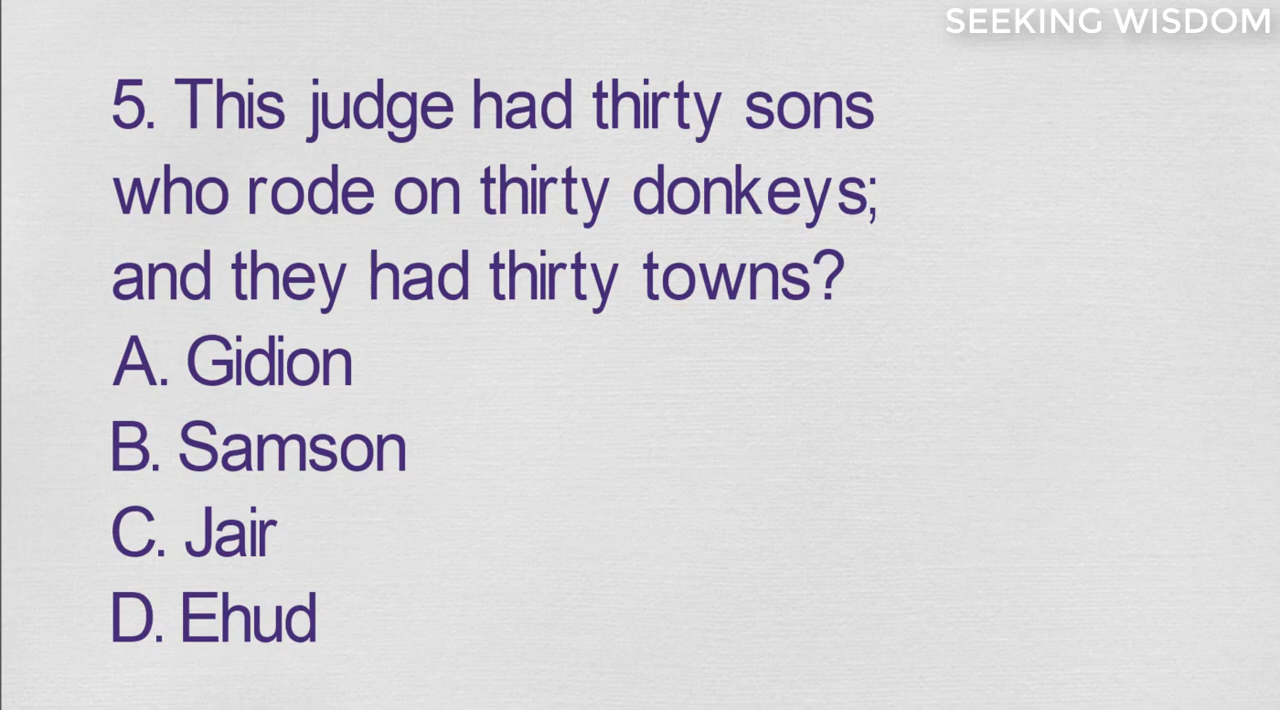 SEEKING WISDOM
5. This judge had thirty sons
who rode on thirty donkeys;
and they had thirty towns?
A. Gidion
B. Samson
C. Jair
D. Ehud